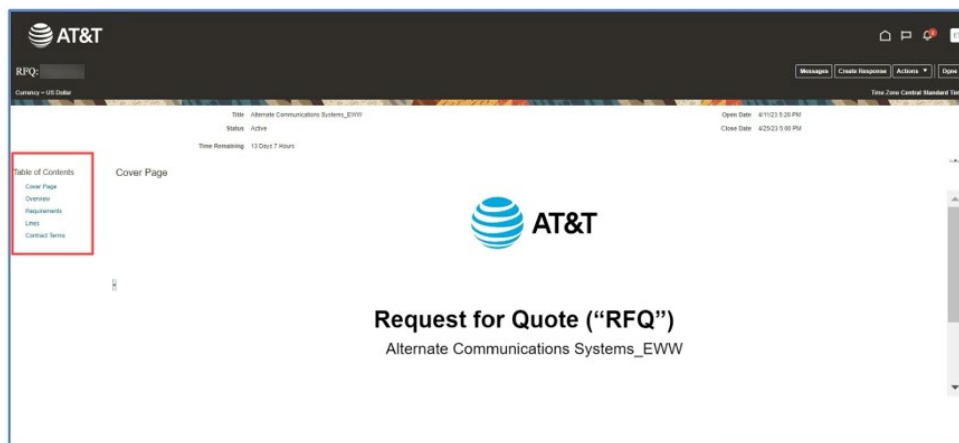 AT&T
RFQ:
Messages Create Response Actions Done
Currency = US Dollar
Time Zone Central Standard Time
Title Alternate Communications Systems_EWW
Open Date 4/11/23 5:28 PM
Status Active
Close Date 4/25/23 5:00 PM
Time Remaining 13 Days 7 Hours
Table of Contents
Cover Page
Overview
Requirements
Lines
Contract Terms
Cover Page
AT&T
Request for Quote (“RFQ”)
Alternate Communications Systems_EWW